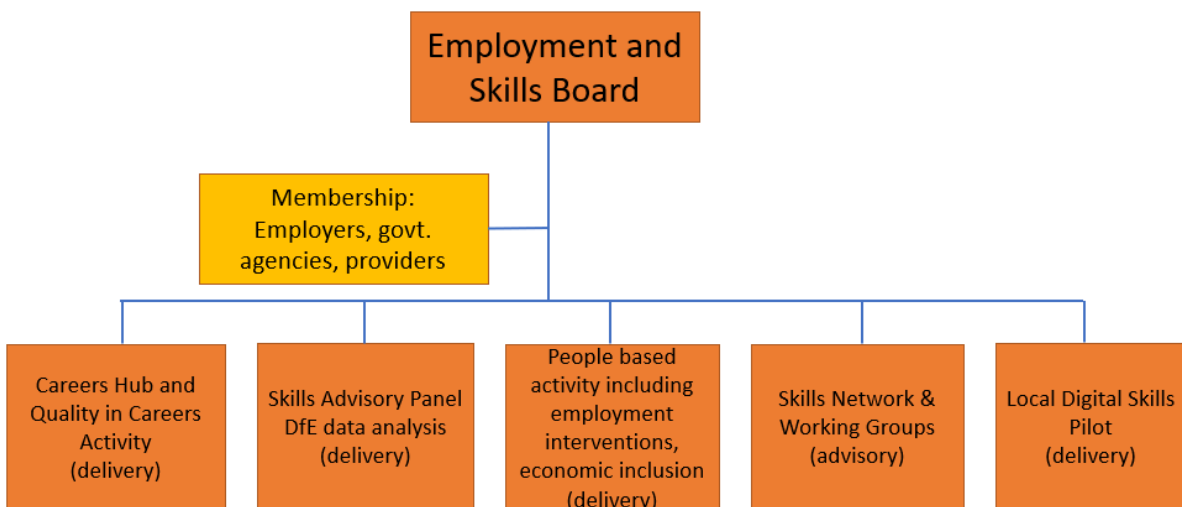 Employment and
Skills Board
Membership:
Employers, govt.
agencies, providers
Careers Hub and
Quality in Careers
Activity
(delivery)
Skills Advisory Panel
DfE data analysis
(delivery)
People based
activity including
employment
interventions,
economic inclusion
(delivery)
Skills Network &
Working Groups
(advisory)
Local Digital Skills
Pilot
(delivery)